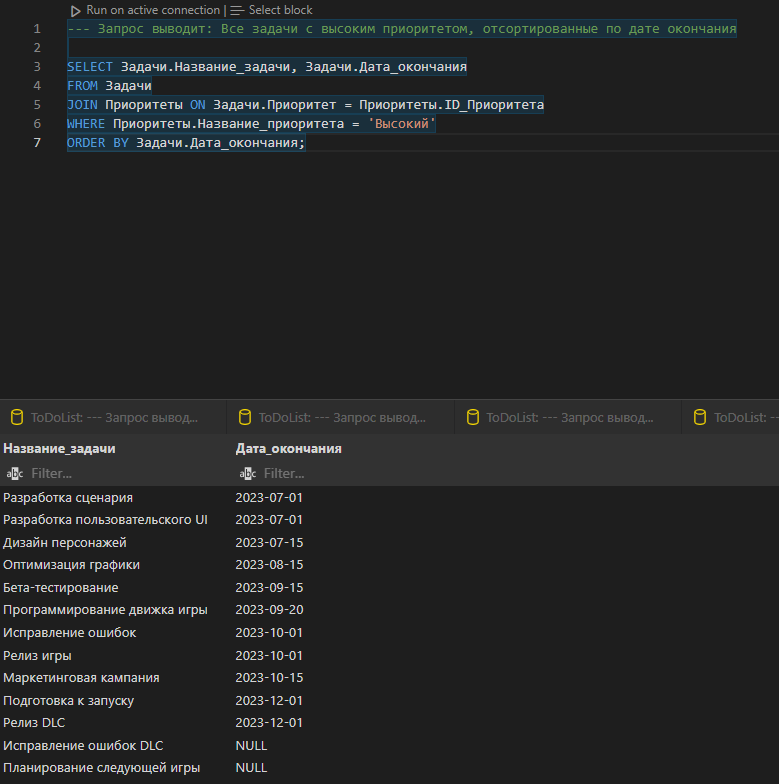 Run on active connection | Select block
1 --- Запрос выводит: Все задачи с высоким приоритетом, отсортированные по дате окончания
2
3 SELECT Задачи.Название_задачи, Задачи.Дата_окончания
4 FROM Задачи
5 JOIN Приоритеты ON Задачи.Приоритет = Приоритеты.ID_Приоритета
6 WHERE Приоритеты.Название_приоритета = 'Высокий'
7 ORDER BY Задачи.Дата_окончания;
ToDoList: --- Запрос вывод... ToDoList: --- Запрос вывод... ToDoList: --- Запрос вывод... ToDoList: --
Название_задачи Дата_окончания
abc Filter... abc Filter...
Разработка сценария 2023-07-01
Разработка пользовательского UI 2023-07-01
Дизайн персонажей 2023-07-15
Оптимизация графики 2023-08-15
Бета-тестирование 2023-09-15
Программирование движка игры 2023-09-20
Исправление ошибок 2023-10-01
Релиз игры 2023-10-01
Маркетинговая кампания 2023-10-15
Подготовка к запуску 2023-12-01
Релиз DLC 2023-12-01
Исправление ошибок DLC NULL
Планирование следующей игры NULL